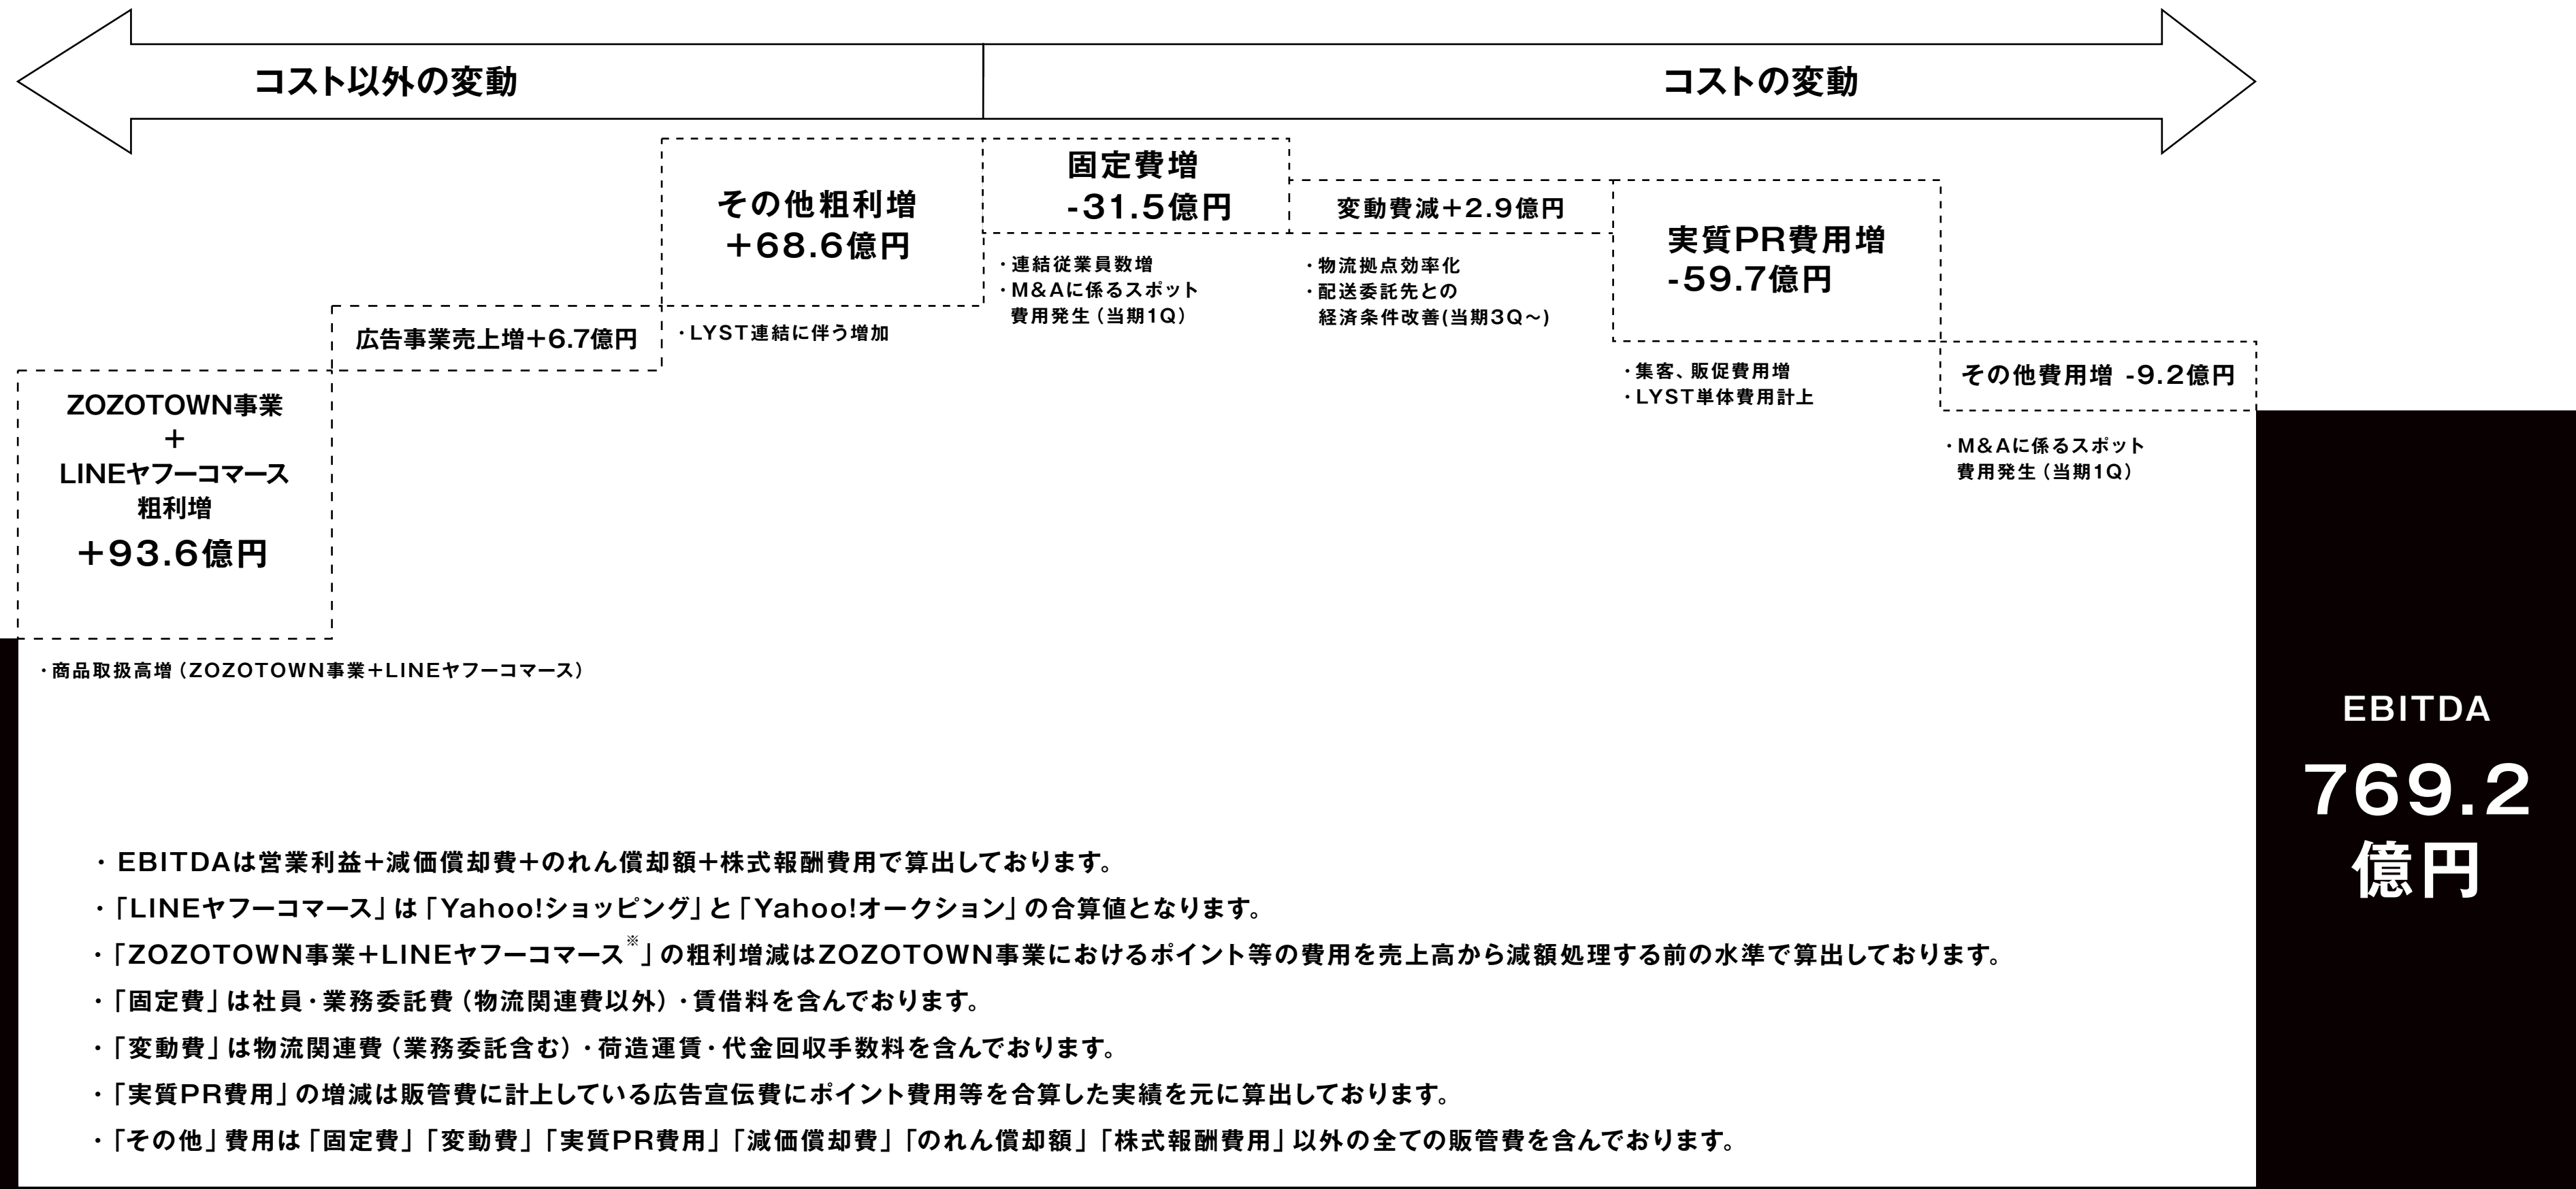 コスト以外の変動
コストの変動
ZOZOTOWN事業
+
LINEヤフーコマース
粗利増
+93.6億円
・商品取扱高増（ZOZOTOWN事業+LINEヤフーコマース）
広告事業売上増+6.7億円
その他粗利増
+68.6億円
・LYST連結に伴う増加
固定費増
-31.5億円
・連結従業員数増
・M&Aに係るスポット
費用発生（当期1Q）
変動費減+2.9億円
・物流拠点効率化
・配送委託先との
経済条件改善(当期3Q～)
実質PR費用増
-59.7億円
・集客、販促費用増
・LYST単体費用計上
その他費用増 -9.2億円
・M&Aに係るスポット
費用発生（当期1Q）
EBITDA
769.2
億円
・EBITDAは営業利益+減価償却費+のれん償却額+株式報酬費用で算出しております。
・「LINEヤフーコマース」は「Yahoo!ショッピング」と「Yahoo!オークション」の合算値となります。
・「ZOZOTOWN事業+LINEヤフーコマース※」の粗利増減はZOZOTOWN事業におけるポイント等の費用を売上高から減額処理する前の水準で算出しております。
・「固定費」は社員・業務委託費（物流関連費以外）・賃借料を含んでおります。
・「変動費」は物流関連費（業務委託含む）・荷造運賃・代金回収手数料を含んでおります。
・「実質PR費用」の増減は販管費に計上している広告宣伝費にポイント費用等を合算した実績を元に算出しております。
・「その他」費用は「固定費」「変動費」「実質PR費用」「減価償却費」「のれん償却額」「株式報酬費用」以外の全ての販管費を含んでおります。